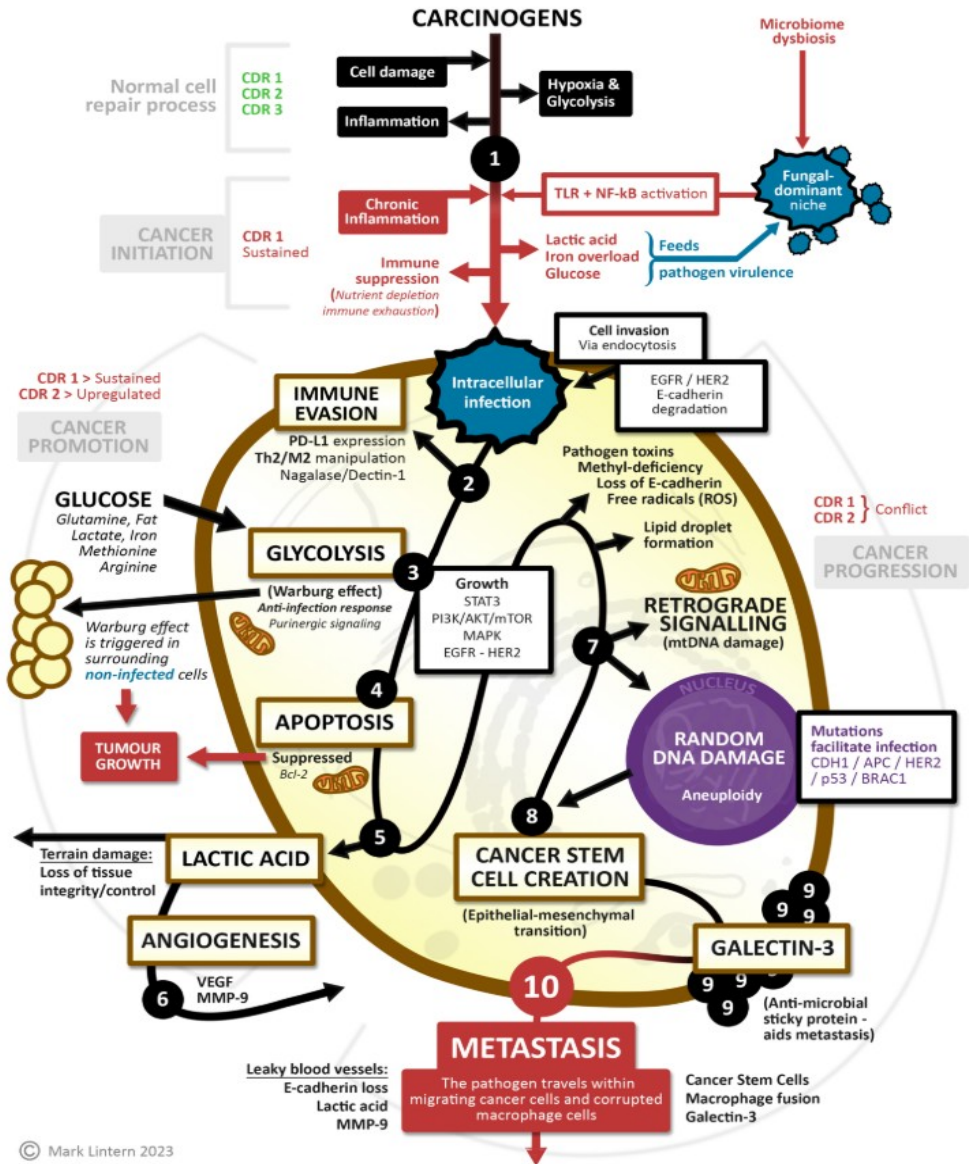 CARCINOGENS
Microbiome
dysbiosis
Normal cell
repair process
CDR 1
CDR 2
CDR 3
Cell damage
Hypoxia &
Glycolysis
Inflammation
1
Fungal-
dominant
niche
TLR + NF-kB activation
Chronic
Inflammation
CANCER
INITIATION
CDR 1
Sustained
Lactic acid
Iron overload
Glucose
Feeds
pathogen virulence
Immune
suppression
(Nutrient depletion
immune exhaustion)
Cell invasion
Via endocytosis
EGFR / HER2
E-cadherin
degradation
Intracellular
infection
CDR 1 > Sustained
CDR 2 > Upregulated
CANCER
PROMOTION
IMMUNE
EVASION
PD-L1 expression
Th2/M2 manipulation
Nagalase/Dectin-1
2
Pathogen toxins
Methyl-deficiency
Loss of E-cadherin
Free radicals (ROS)
Lipid droplet
formation
CDR 1
CDR 2
Conflict
CANCER
PROGRESSION
GLUCOSE
Glutamine, Fat
Lactate, Iron
Methionine
Arginine
GLYCOLYSIS
3
(Warburg effect)
Anti-infection response
Purinergic signaling
Growth
STAT3
PI3K/AKT/mTOR
MAPK
EGFR - HER2
7
RETROGRADE
SIGNALLING
(mtDNA damage)
Warburg effect
is triggered in
surrounding
non-infected cells
TUMOUR
GROWTH
4
APOPTOSIS
Suppressed
Bcl-2
NUCLEUS
RANDOM
DNA DAMAGE
Aneuploidy
Mutations
facilitate infection
CDH1 / APC / HER2
/ p53 / BRAC1
5
8
Terrain damage:
Loss of tissue
integrity/control
LACTIC ACID
CANCER STEM
CELL CREATION
(Epithelial-mesenchymal
transition)
ANGIOGENESIS
6
VEGF
MMP-9
9
9 9
GALECTIN-3
9 9 9
9
(Anti-microbial
sticky protein -
aids metastasis)
10
METASTASIS
The pathogen travels within
migrating cancer cells and corrupted
macrophage cells
Leaky blood vessels:
E-cadherin loss
Lactic acid
MMP-9
Cancer Stem Cells
Macrophage fusion
Galectin-3
© Mark Lintern 2023